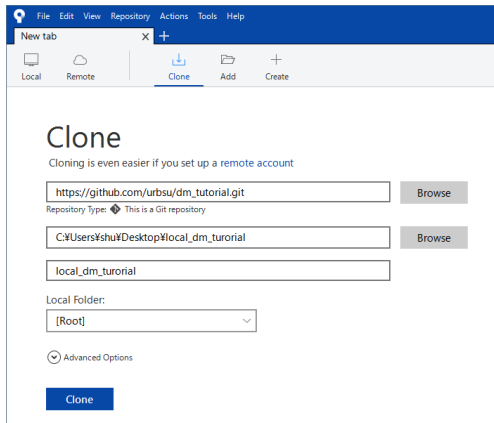 File Edit View Repository Actions Tools Help
New tab
Local Remote Clone Add Create
Clone
Cloning is even easier if you set up a remote account
https://github.com/urbsu/dm_tutorial.git Browse
Repository Type: This is a Git repository
C:¥Users¥shu¥Desktop¥local_dm_turorial Browse
local_dm_turorial
Local Folder:
[Root]
Advanced Options
Clone